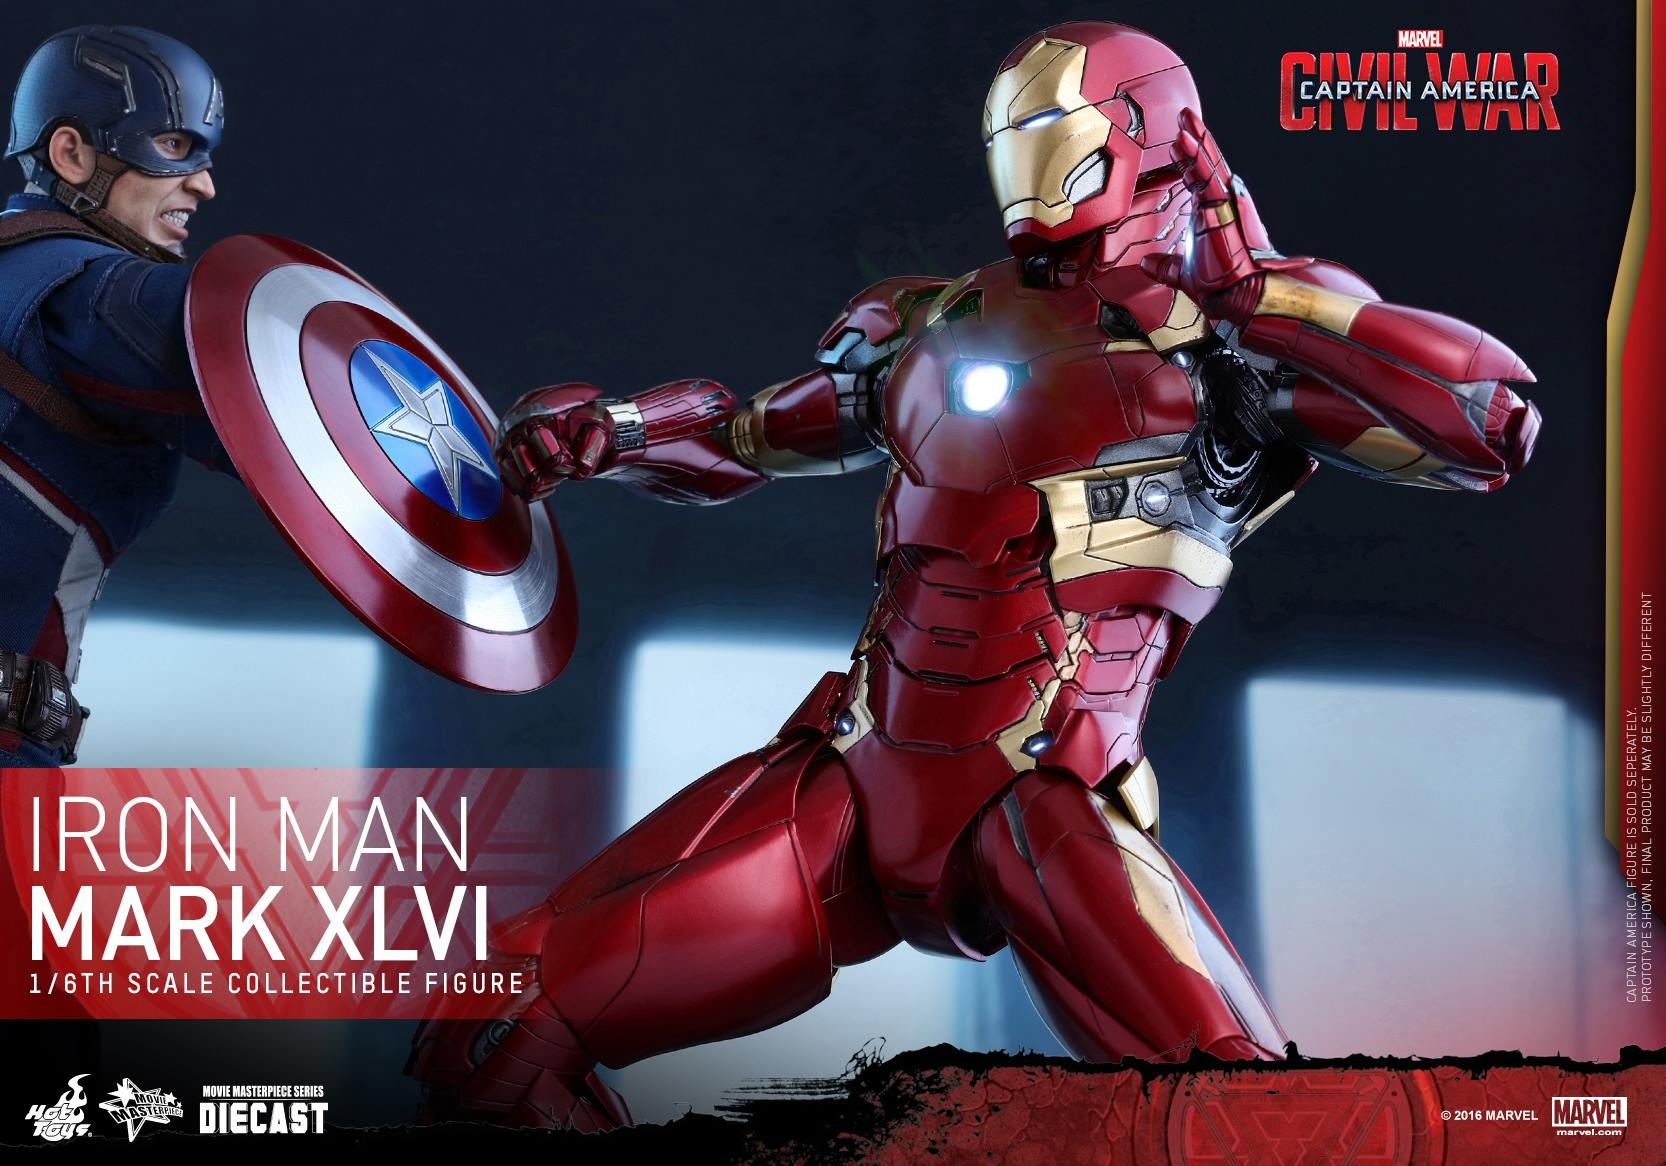 MARVEL
CIVIL WAR
CAPTAIN AMERICA
IRON MAN
MARK XLVI
1/6TH SCALE COLLECTIBLE FIGURE
CAPTAIN AMERICA FIGURE IS SOLD SEPERATELY.
PROTOTYPE SHOWN, FINAL PRODUCT MAY BE SLIGHTLY DIFFERENT
Hot Toys.
MOVIE MASTERPIECE
MOVIE MASTERPIECE SERIES
DIECAST
© 2016 MARVEL
MARVEL
marvel.com